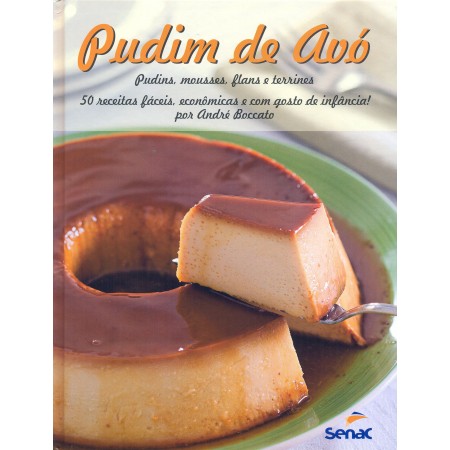 Pudim de Avó
Pudins, mousses, flans e terrines
50 receitas fáceis, econômicas e com gosto de infância!
por André Boccato
Senac